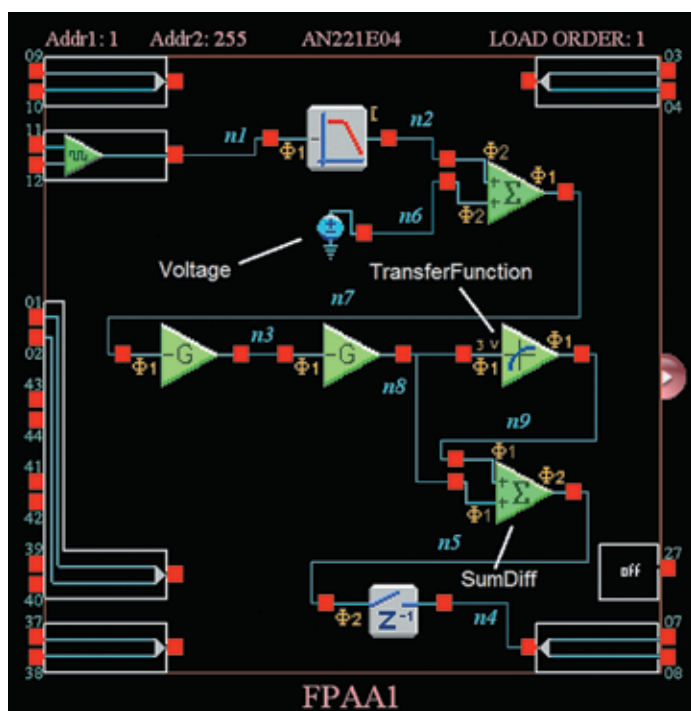 Addr1: 1 Addr2: 255 AN221E04 LOAD ORDER: 1
09 03
10 04
11 n1 n2
Φ1 Φ2 Φ1
12 + + Σ
n6 Φ2
Voltage TransferFunction
01 n7
02 n3 3 V Φ1
-G -G
Φ1 Φ1 Φ1
43 n8
44 n9
41 Φ1 Φ2
+ + Σ
42 Φ1
39 n5 27
SumDiff off
40 Φ2 Z-1 n4
37 07
38 08
FPAA1